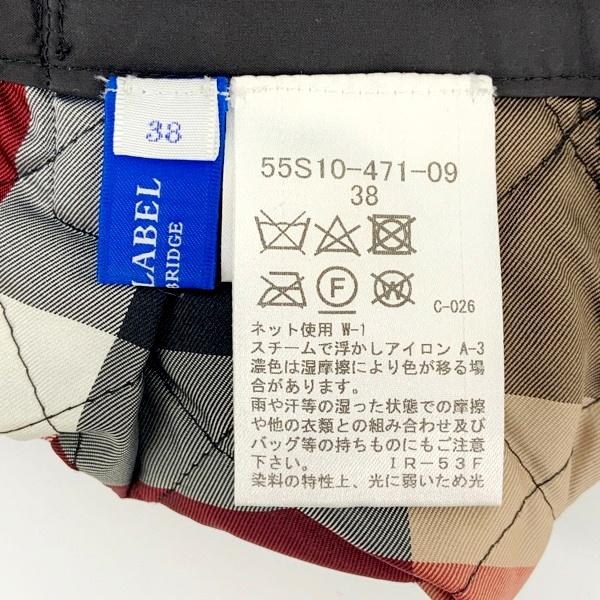 38
LABEL
BRIDGE
55S10-471-09
38
F
W
C-026
ネット使用 W-1
スチームで浮かしアイロン A-3
濃色は湿摩擦により色が移る場
合があります。
雨や汗等の湿った状態での摩擦
や他の衣類との組み合わせ及び
バッグ等の持ちものにもご注意
下さい。 IR-53F
染料の特性上、光に弱いため光